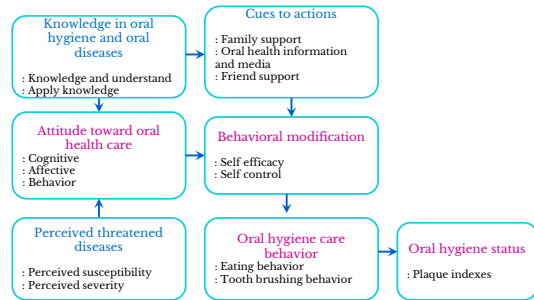 Knowledge in oral
hygiene and oral
diseases
: Knowledge and understand
: Apply knowledge
Cues to actions
: Family support
: Oral health information
and media
: Friend support
Attitude toward oral
health care
: Cognitive
: Affective
: Behavior
Behavioral modification
: Self efficacy
: Self control
Perceived threatened
diseases
: Perceived susceptibility
: Perceived severity
Oral hygiene care
behavior
: Eating behavior
: Tooth brushing behavior
Oral hygiene status
: Plaque indexes